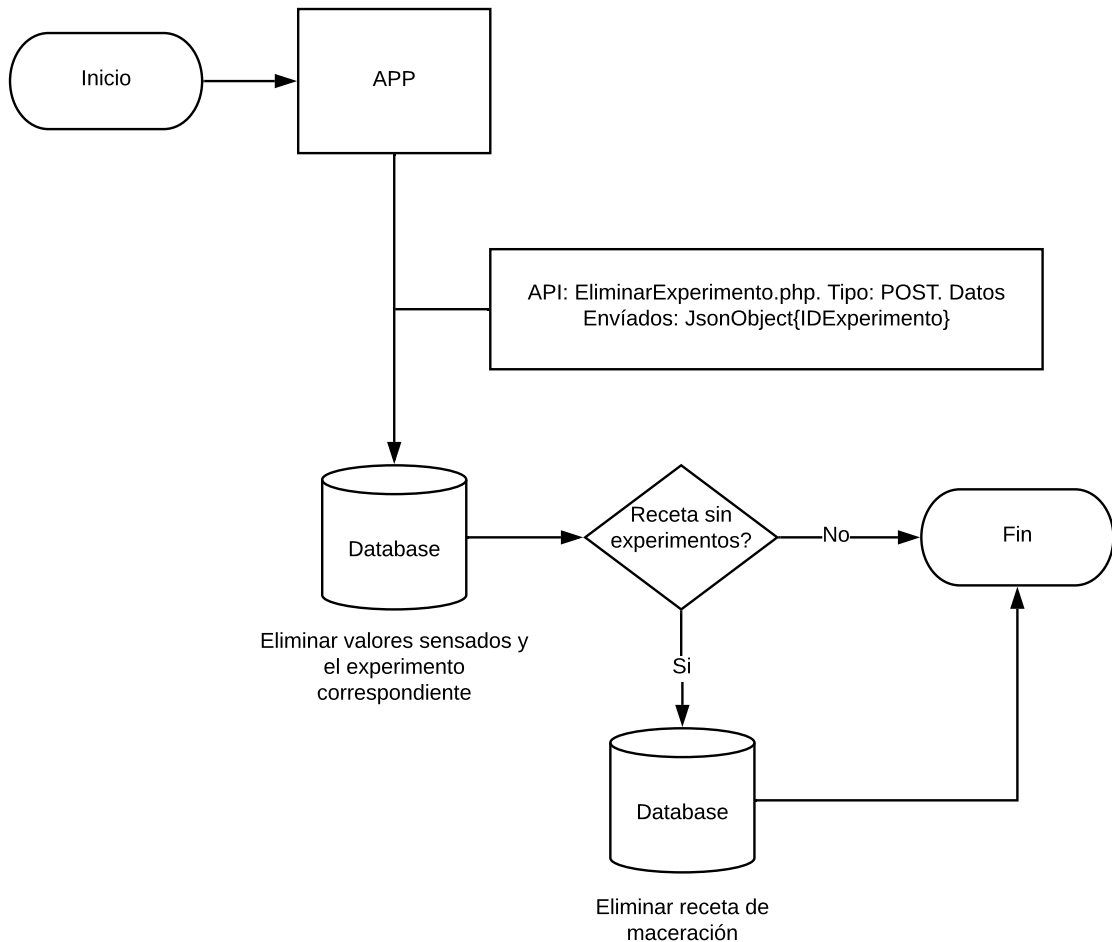 Inicio
APP
API: EliminarExperimento.php. Tipo: POST. Datos
Envíados: JsonObject{IDExperimento}
Database
Receta sin
experimentos?
No
Fin
Eliminar valores sensados y
el experimento
correspondiente
Si
Database
Eliminar receta de
maceración